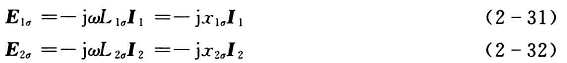 E₁σ = −jωL₁σI₁ = −jx₁σI₁ (2−31)
E₂σ = −jωL₂σI₂ = −jx₂σI₂ (2−32)